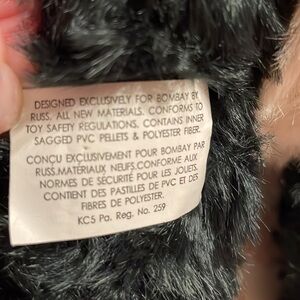 DESIGNED EXCLUSIVELY FOR BOMBAY BY
RUSS. ALL NEW MATERIALS. CONFORMS TO
TOY SAFETY REGULATIONS. CONTAINS INNER
SAGGED PVC PELLETS & POLYESTER FIBER.
CONÇU EXCLUSIVEMENT POUR BOMBAY PAR
RUSS.MATÉRIAUX NEUFS.CONFORME AUX
NORMES DE SÉCURITÉ POUR LES JOUETS.
CONTIENT DES PASTILLES DE PVC ET DES
FIBRES DE POLYESTER.
KC5 Pa. Reg. No. 259